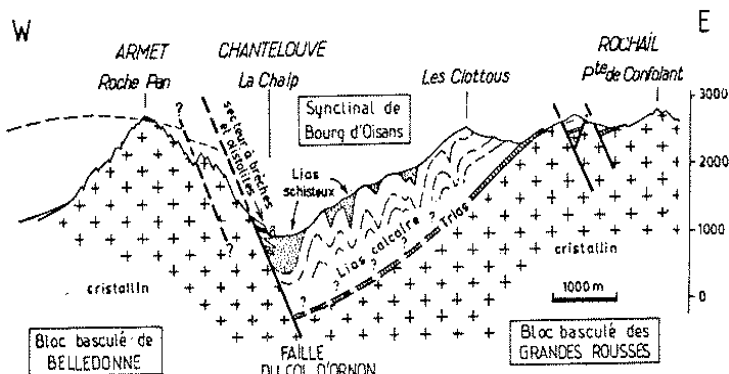 W
E
ARMET
Roche Pan
CHANTELOUVE
La Chalp
Les Clottous
ROCHAIL
Pte de Confolant
secteur à brèches
et olistolites
Synclinal de
Bourg d'Oisans
Lias
schisteux
3000
2000
1000
0
?
?
?
?
?
?
?
Lias calcaire
Trias
cristallin
cristallin
1000 m
Bloc basculé de
BELLEDONNE
FAILLE
DU COL D'ORNON
Bloc basculé des
GRANDES ROUSSES